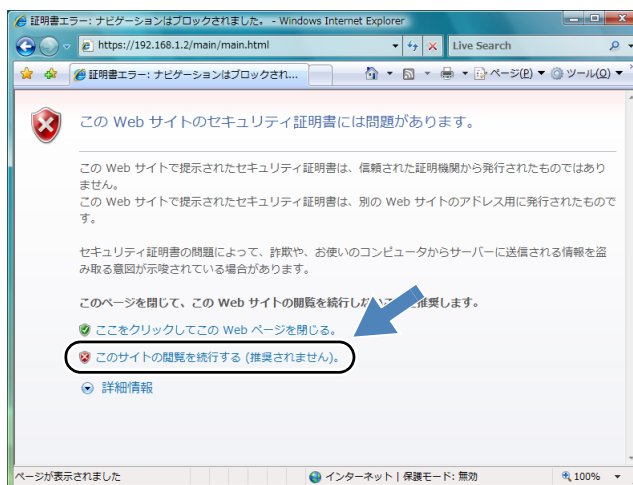 証明書エラー: ナビゲーションはブロックされました。 - Windows Internet Explorer
https://192.168.1.2/main/main.html
Live Search
証明書エラー: ナビゲーションはブロックされ...
ページ(P)
ツール(O)
この Web サイトのセキュリティ証明書には問題があります。
この Web サイトで提示されたセキュリティ証明書は、信頼された証明機関から発行されたものではあり
ません。
この Web サイトで提示されたセキュリティ証明書は、別の Web サイトのアドレス用に発行されたもので
す。
セキュリティ証明書の問題によって、詐欺や、お使いのコンピュータからサーバーに送信される情報を盗
み取る意図が示唆されている場合があります。
このページを閉じて、この Web サイトの閲覧を続行しない を推奨します。
ここをクリックしてこの Web ページを閉じる。
このサイトの閲覧を続行する (推奨されません)。
詳細情報
ページが表示されました
インターネット | 保護モード: 無効
100%